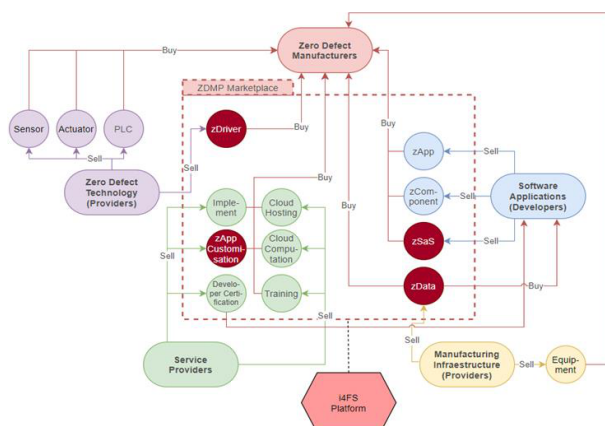 Zero Defect
Manufacturers
Buy
ZDMP Marketplace
Sensor
Actuator
PLC
zDriver
Buy
Buy
zApp
Sell
Sell
Sell
Zero Defect
Technology
(Providers)
Buy
Imple-
ment
Cloud
Hosting
zCom-
ponent
Sell
Software
Applications
(Developers)
Buy
zApp
Customi-
sation
Cloud
Compu-
tation
zSaS
Sell
Sell
Develo-
per Certi-
fication
Training
zData
Buy
Sell
Sell
Service
Providers
Manufacturing
Infraestructure
(Providers)
Sell
Equip-
ment
i4FS
Platform